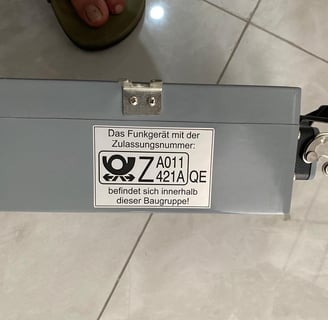 Das Funkgerät mit der
Zulassungsnummer:
Z A011
421A QE
befindet sich innerhalb
dieser Baugruppe!